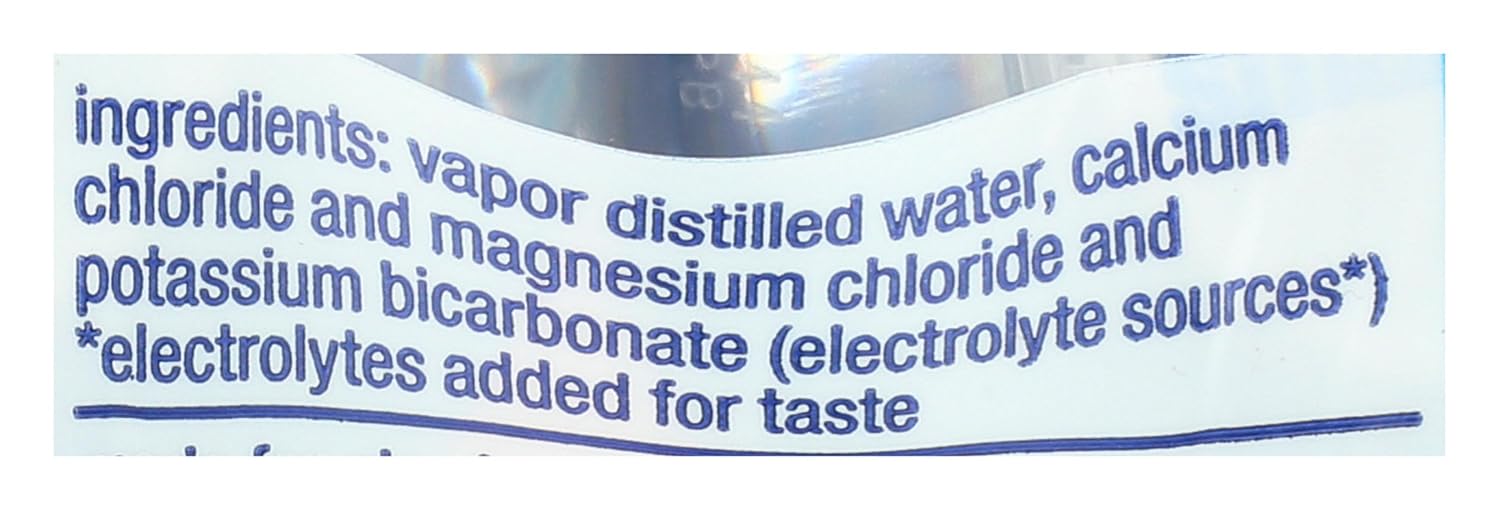 ingredients: vapor distilled water, calcium
chloride and magnesium chloride and
potassium bicarbonate (electrolyte sources*)
*electrolytes added for taste